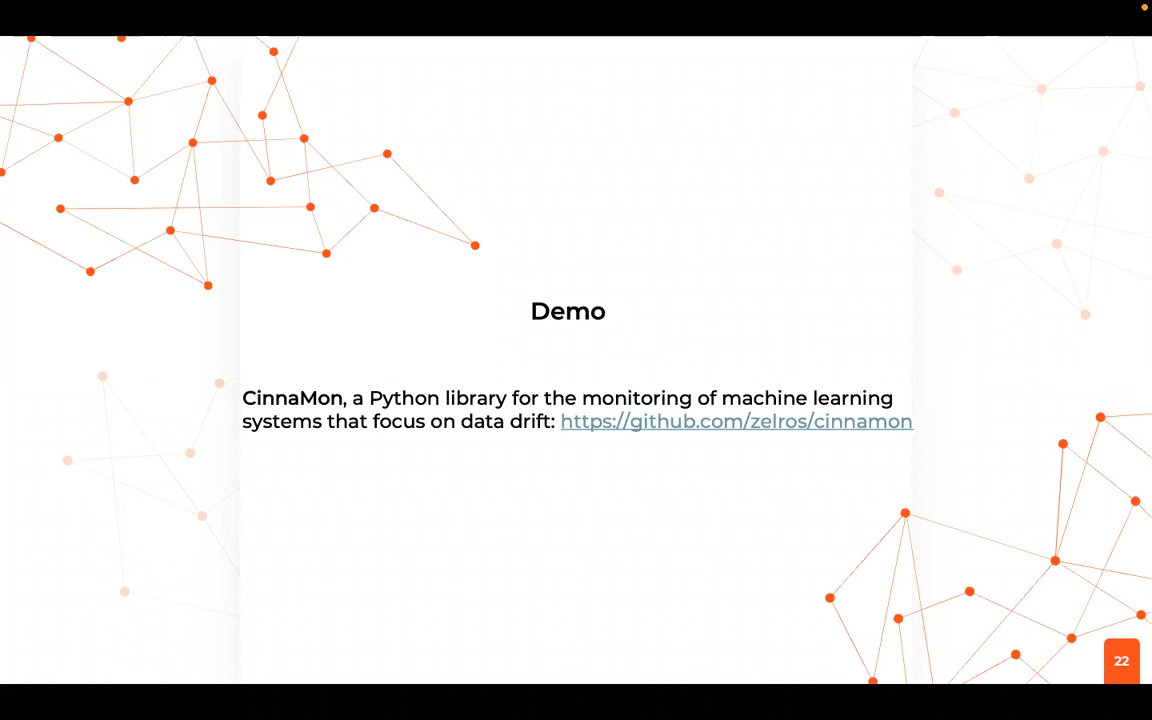 Demo
CinnaMon, a Python library for the monitoring of machine learning
systems that focus on data drift: https://github.com/zelros/cinnamon
22